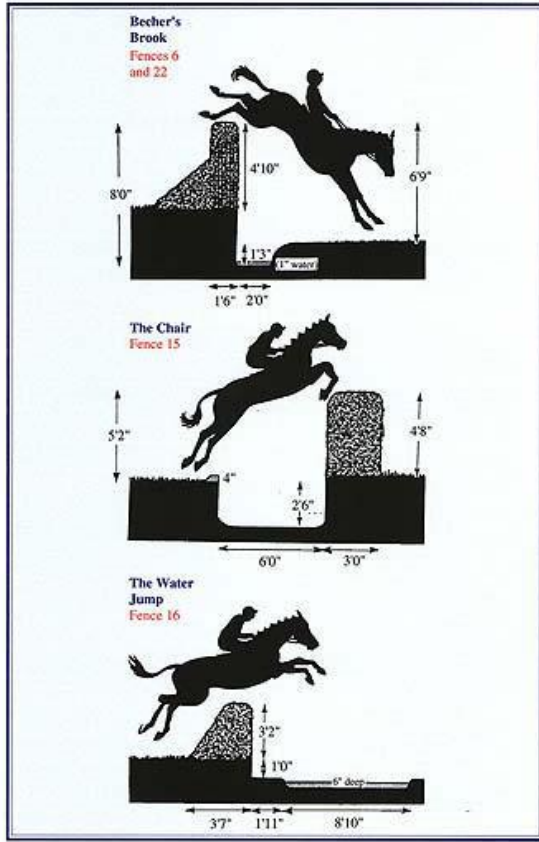 Becher's
Brook
Fences 6
and 22
4'10"
8'0"
6'9"
1'3"
(1" water)
1'6" 2'0"
The Chair
Fence 15
5'2"
4'8"
4"
2'6"
6'0" 3'0"
The Water
Jump
Fence 16
3'2"
1'0"
6" deep
3'7" 1'11" 8'10"